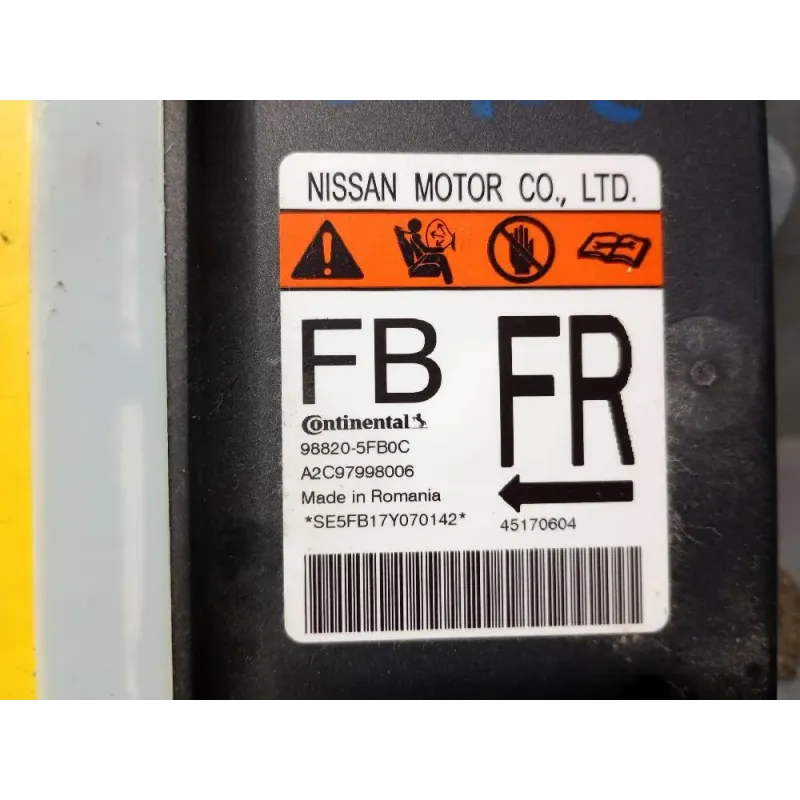 NISSAN MOTOR CO., LTD.
FB
FR
Continental
98820-5FB0C
A2C97998006
Made in Romania
*SE5FB17Y070142*
45170604